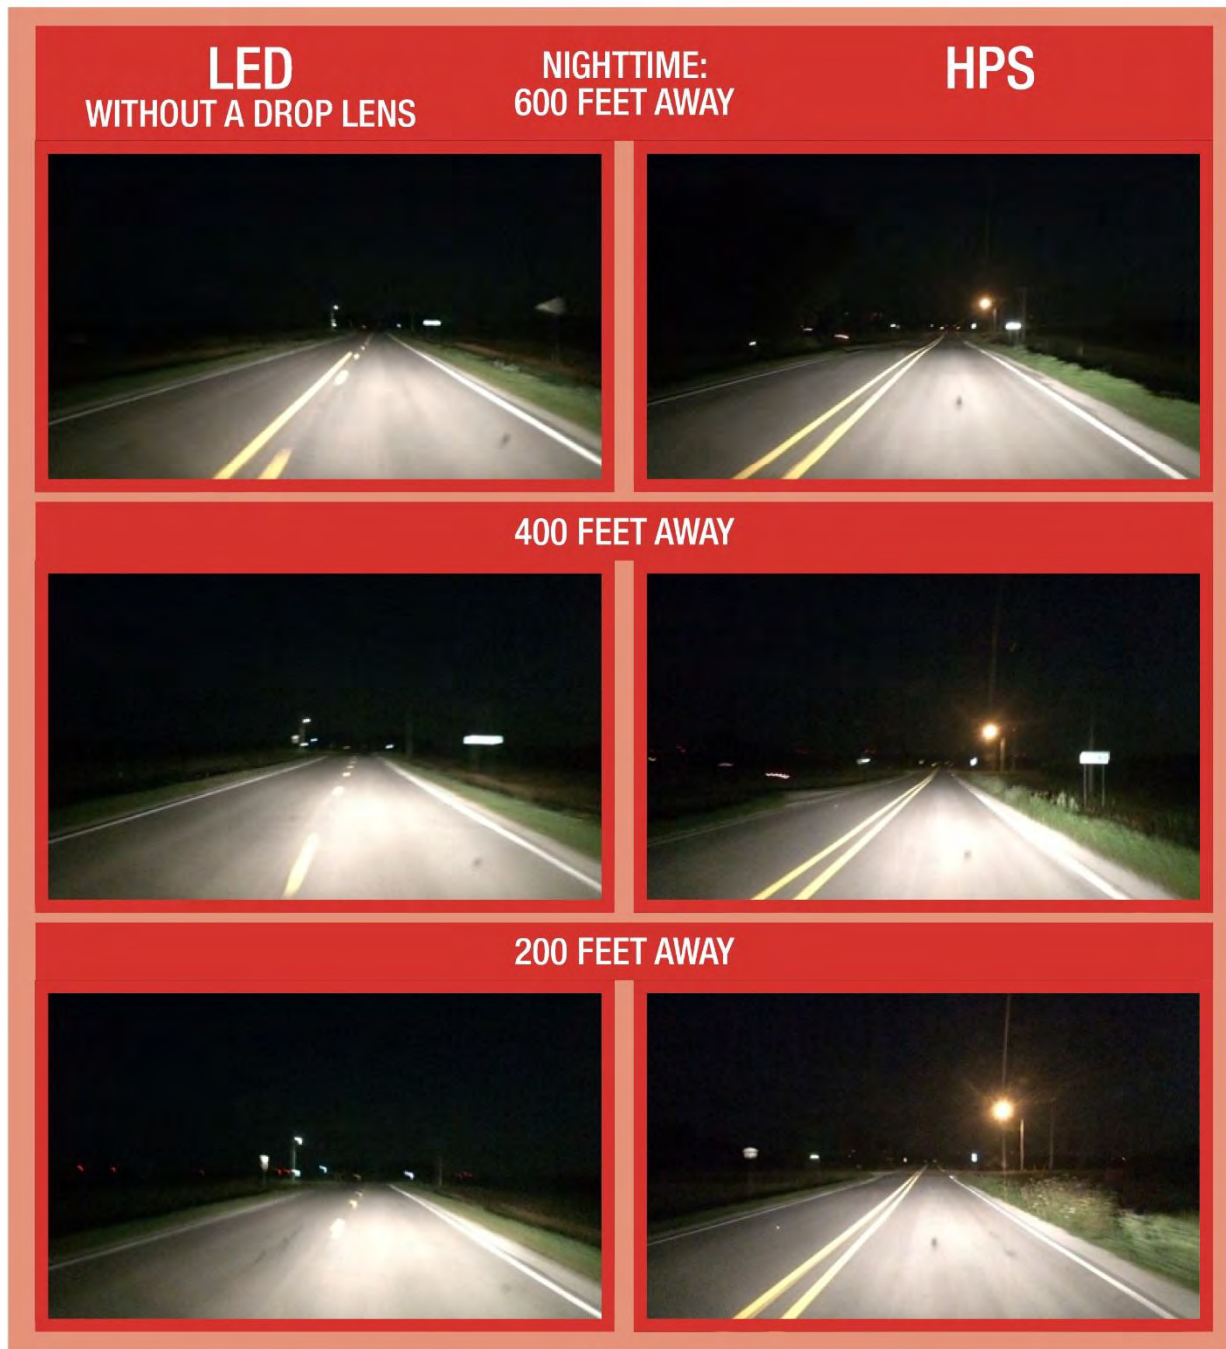 LED
WITHOUT A DROP LENS
NIGHTTIME:
600 FEET AWAY
HPS
400 FEET AWAY
200 FEET AWAY